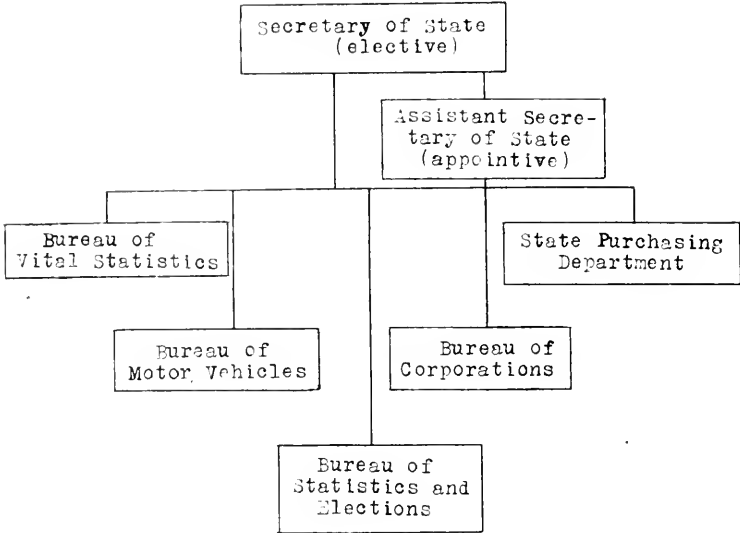 Secretary of State
(elective)
Assistant Secre-
tary of State
(appointive)
Bureau of
Vital Statistics
State Purchasing
Department
Bureau of
Motor Vehicles
Bureau of
Corporations
Bureau of
Statistics and
Elections